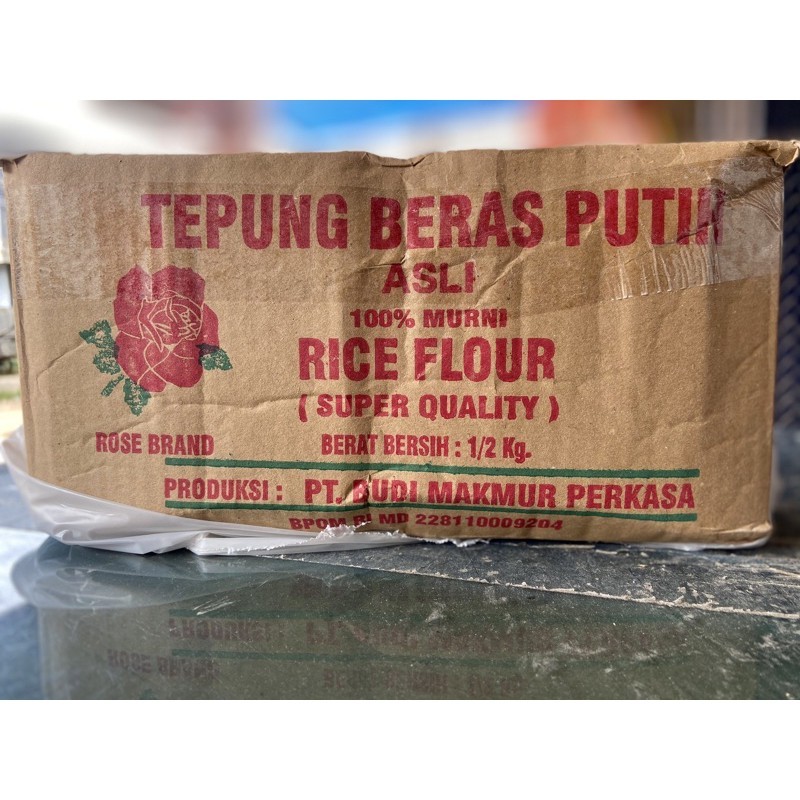 TEPUNG BERAS PUTIH
ASLI
100% MURNI
RICE FLOUR
( SUPER QUALITY )
ROSE BRAND
BERAT BERSIH : 1/2 Kg.
PRODUKSI : PT. BUDI MAKMUR PERKASA
BPOM RI MD 228110009204